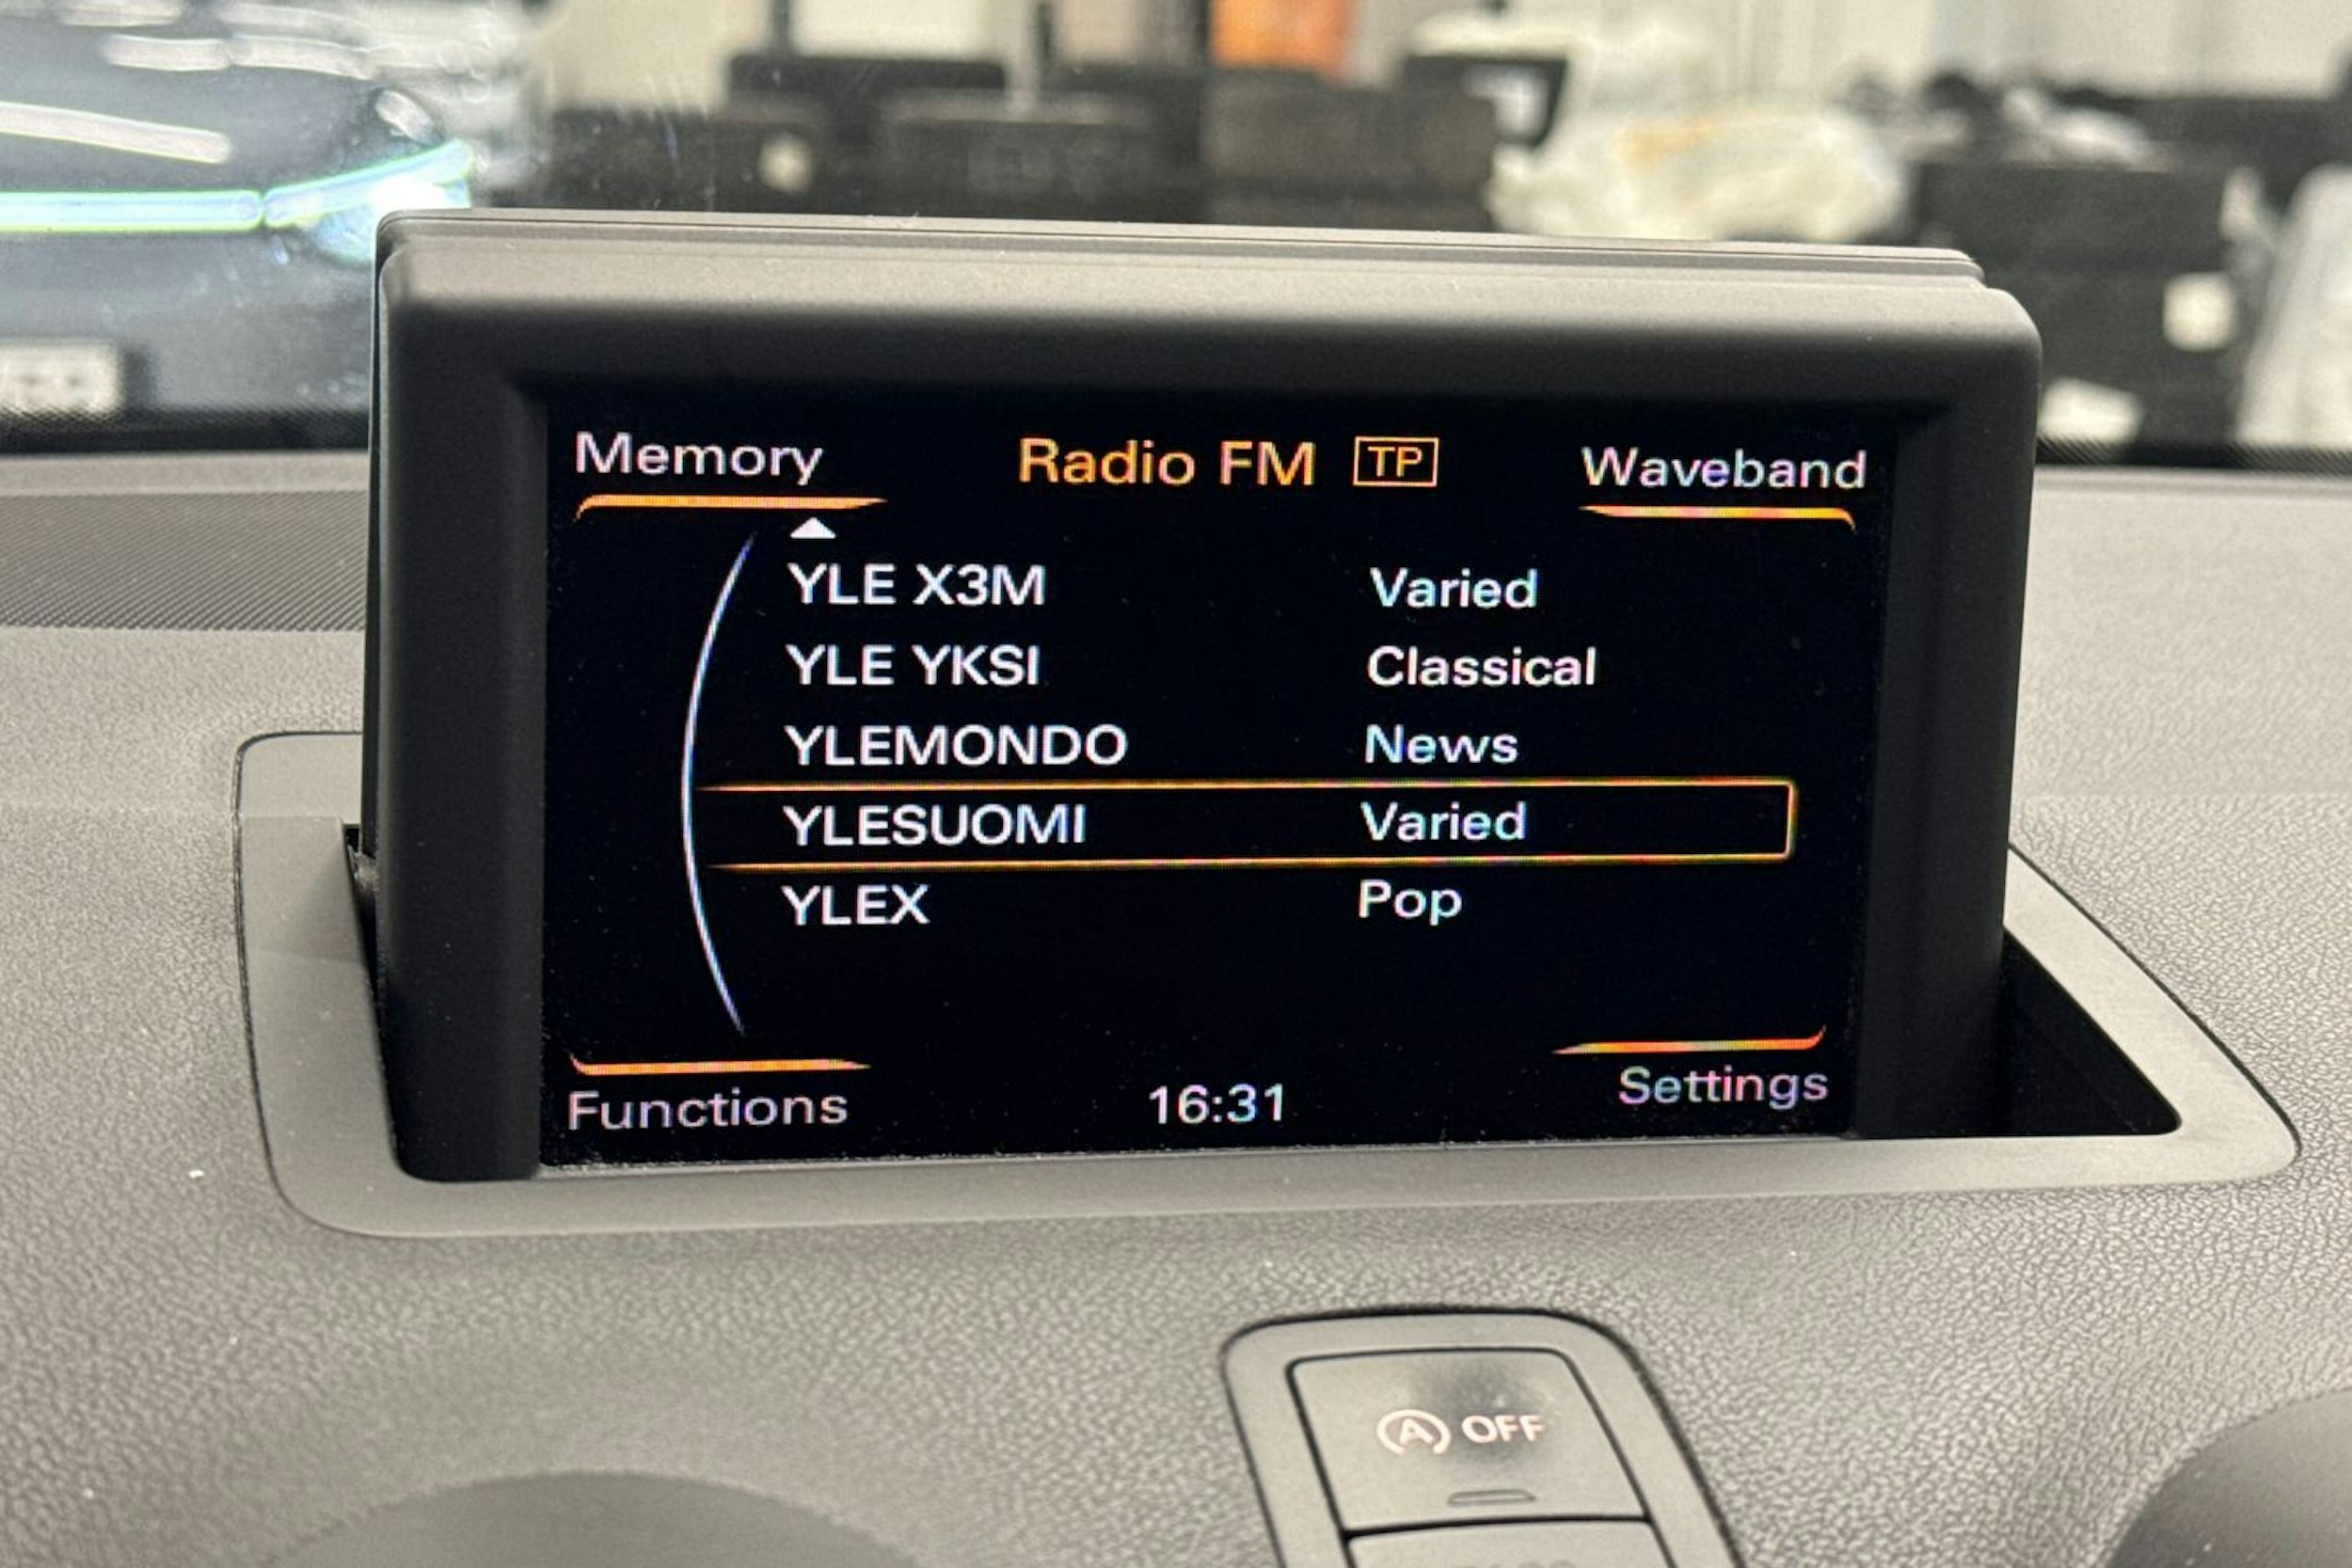 Memory Radio FM TP Waveband
YLE X3M Varied
YLE YKSI Classical
YLEMONDO News
YLESUOMI Varied
YLEX Pop
Functions 16:31 Settings
A OFF